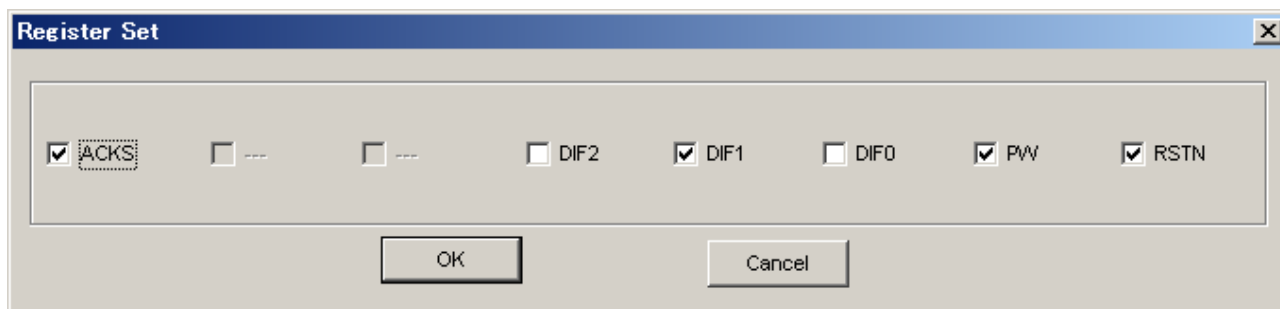 Register Set
ACKS --- --- DIF2 DIF1 DIF0 PW RSTN
OK Cancel